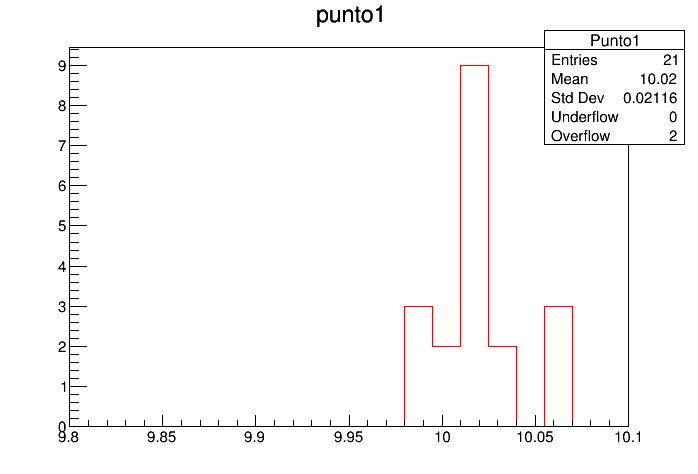 punto1
Punto1
Entries 21
Mean 10.02
Std Dev 0.02116
Underflow 0
Overflow 2
9
8
7
6
5
4
3
2
1
0
9.8 9.85 9.9 9.95 10 10.05 10.1